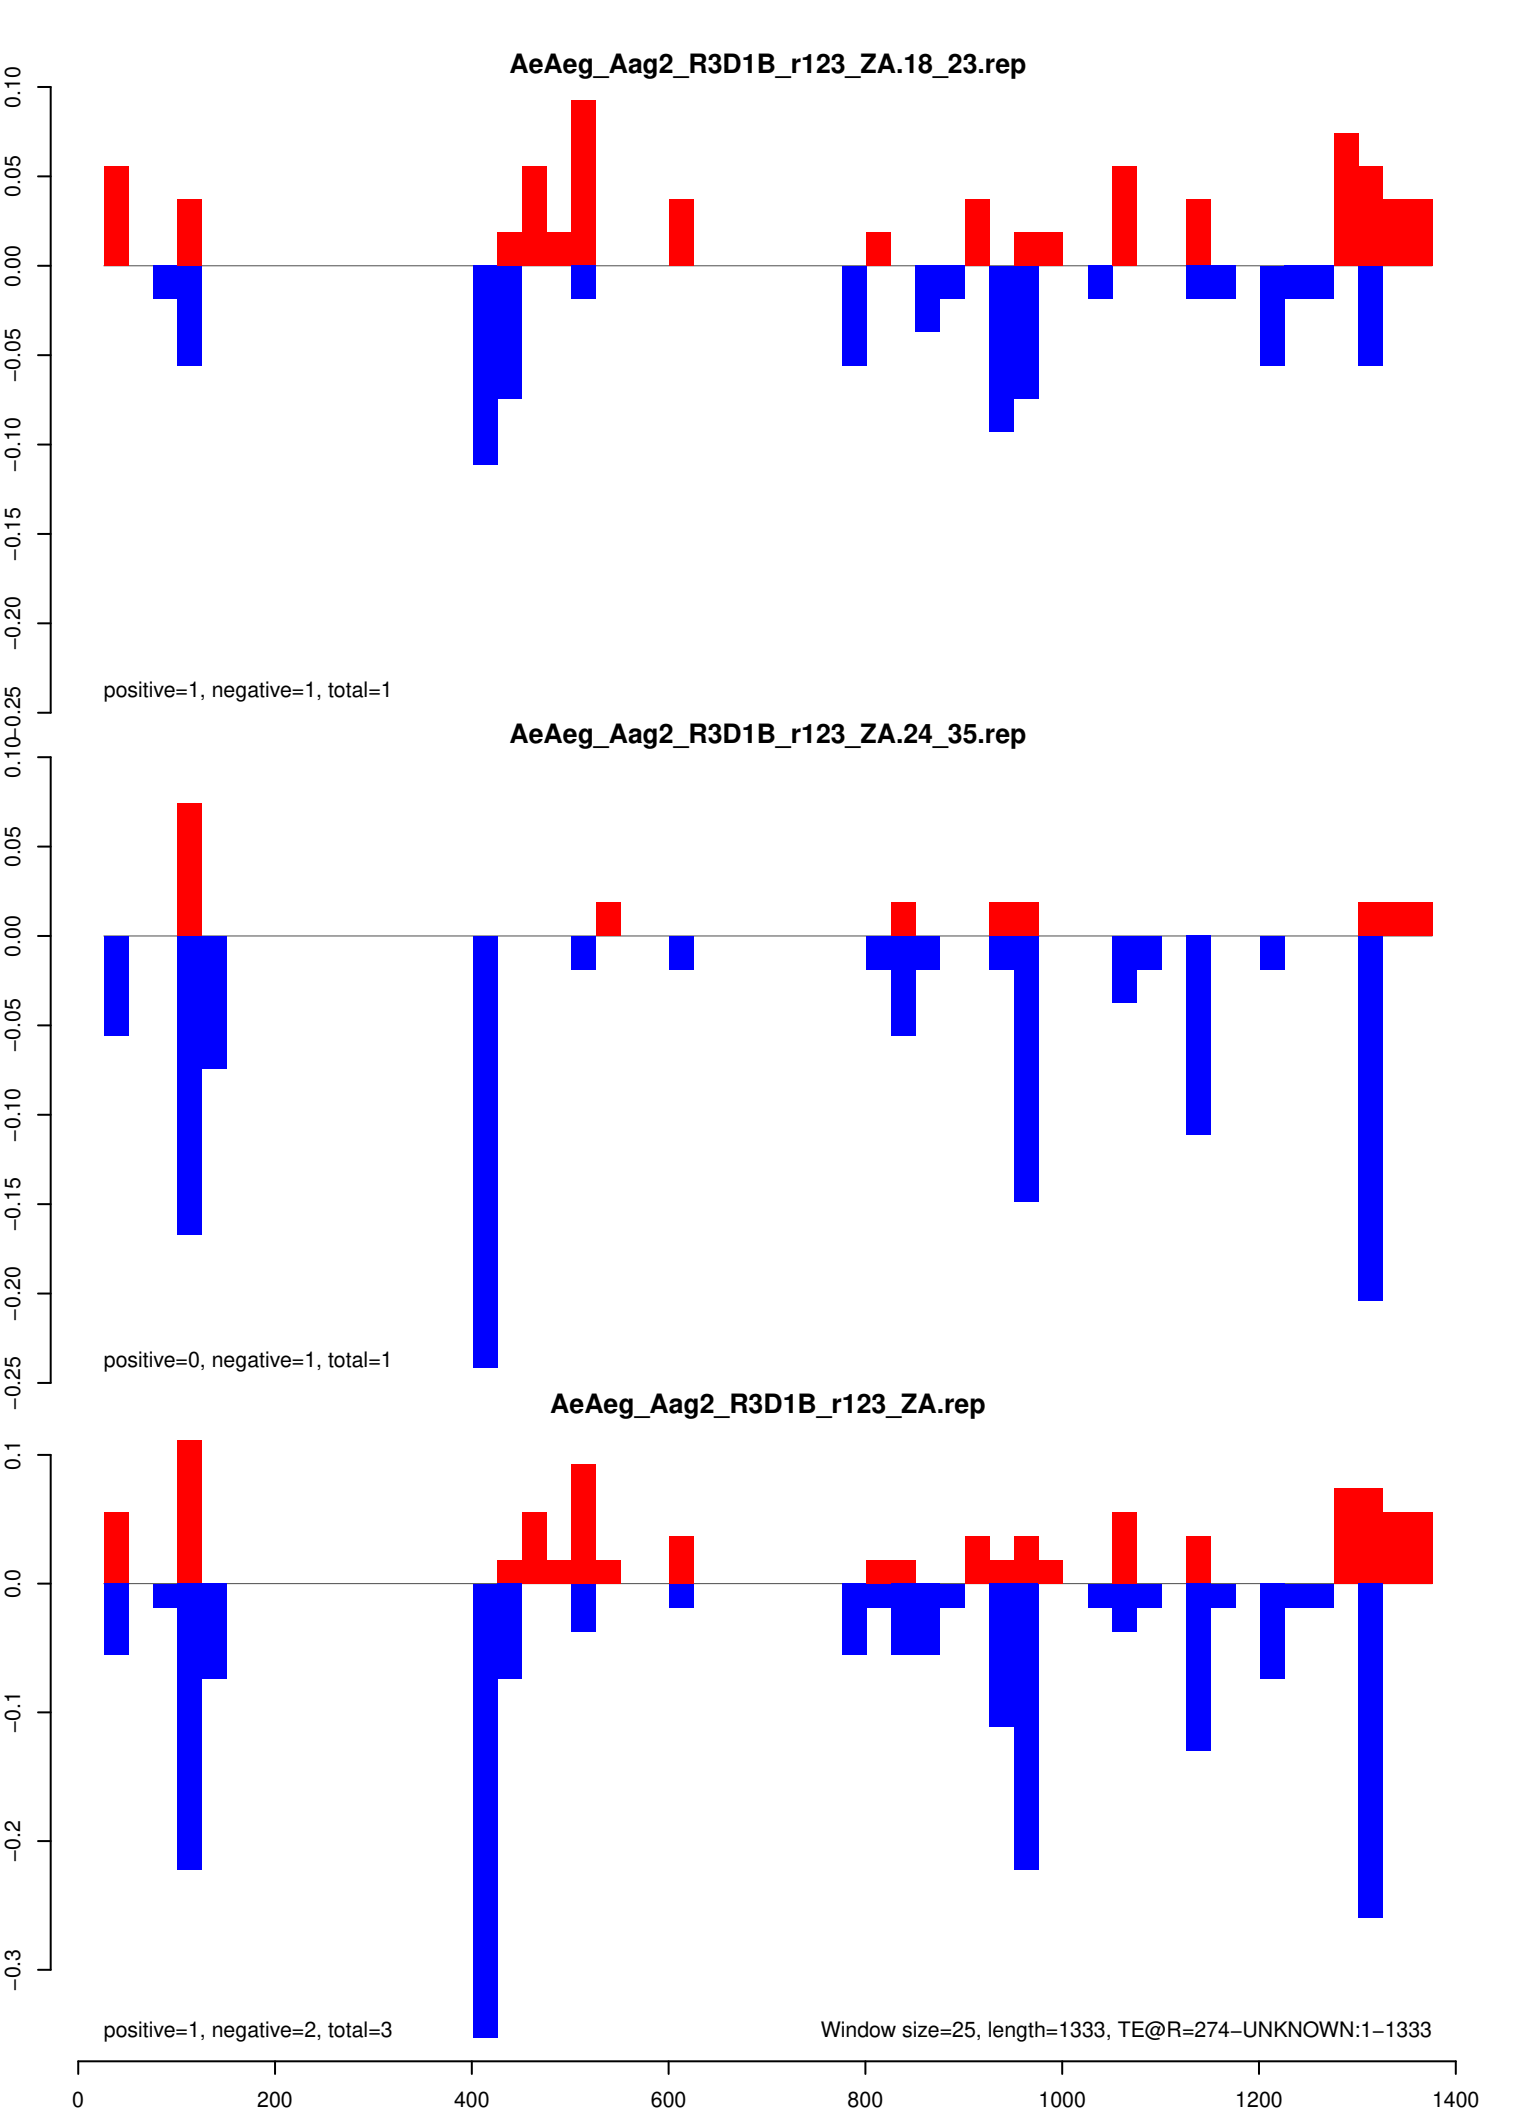 AeAeg_Aag2_R3D1B_r123_ZA.18_23.rep
0.10
0.05
0.00
−0.05
−0.10
−0.15
−0.20
−0.25
positive=1, negative=1, total=1
AeAeg_Aag2_R3D1B_r123_ZA.24_35.rep
0.10
0.05
0.00
−0.05
−0.10
−0.15
−0.20
−0.25
positive=0, negative=1, total=1
AeAeg_Aag2_R3D1B_r123_ZA.rep
0.1
0.0
−0.1
−0.2
−0.3
positive=1, negative=2, total=3
Window size=25, length=1333, TE@R=274−UNKNOWN:1−1333
0 200 400 600 800 1000 1200 1400